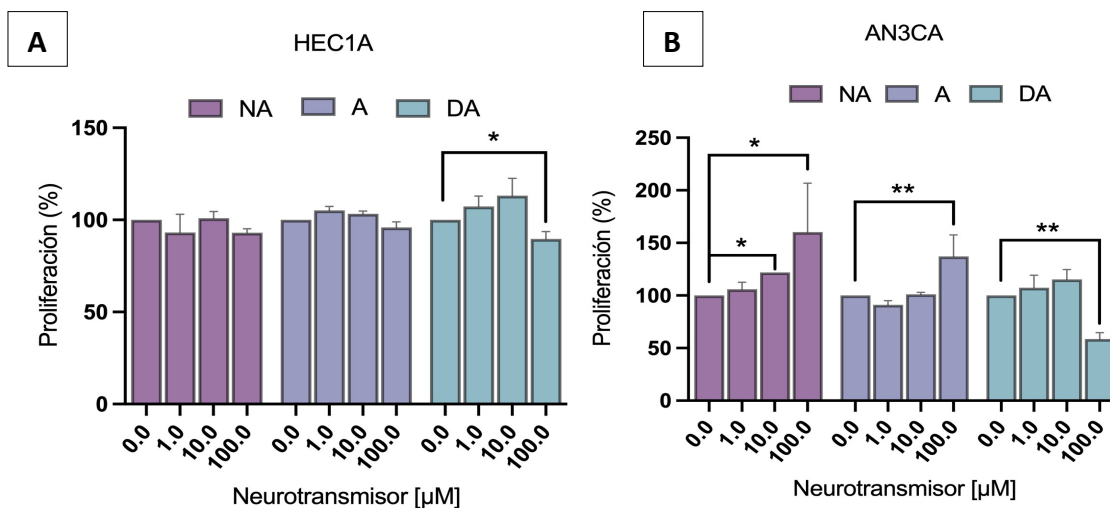 A
HEC1A
NA A DA
*
150
100
50
0
Proliferación (%)
0.0 1.0 10.0 100.0 0.0 1.0 10.0 100.0 0.0 1.0 10.0 100.0
Neurotransmisor [µM]
B
AN3CA
NA A DA
* ** **
*
250
200
150
100
50
0
Proliferación (%)
0.0 1.0 10.0 100.0 0.0 1.0 10.0 100.0 0.0 1.0 10.0 100.0
Neurotransmisor [µM]